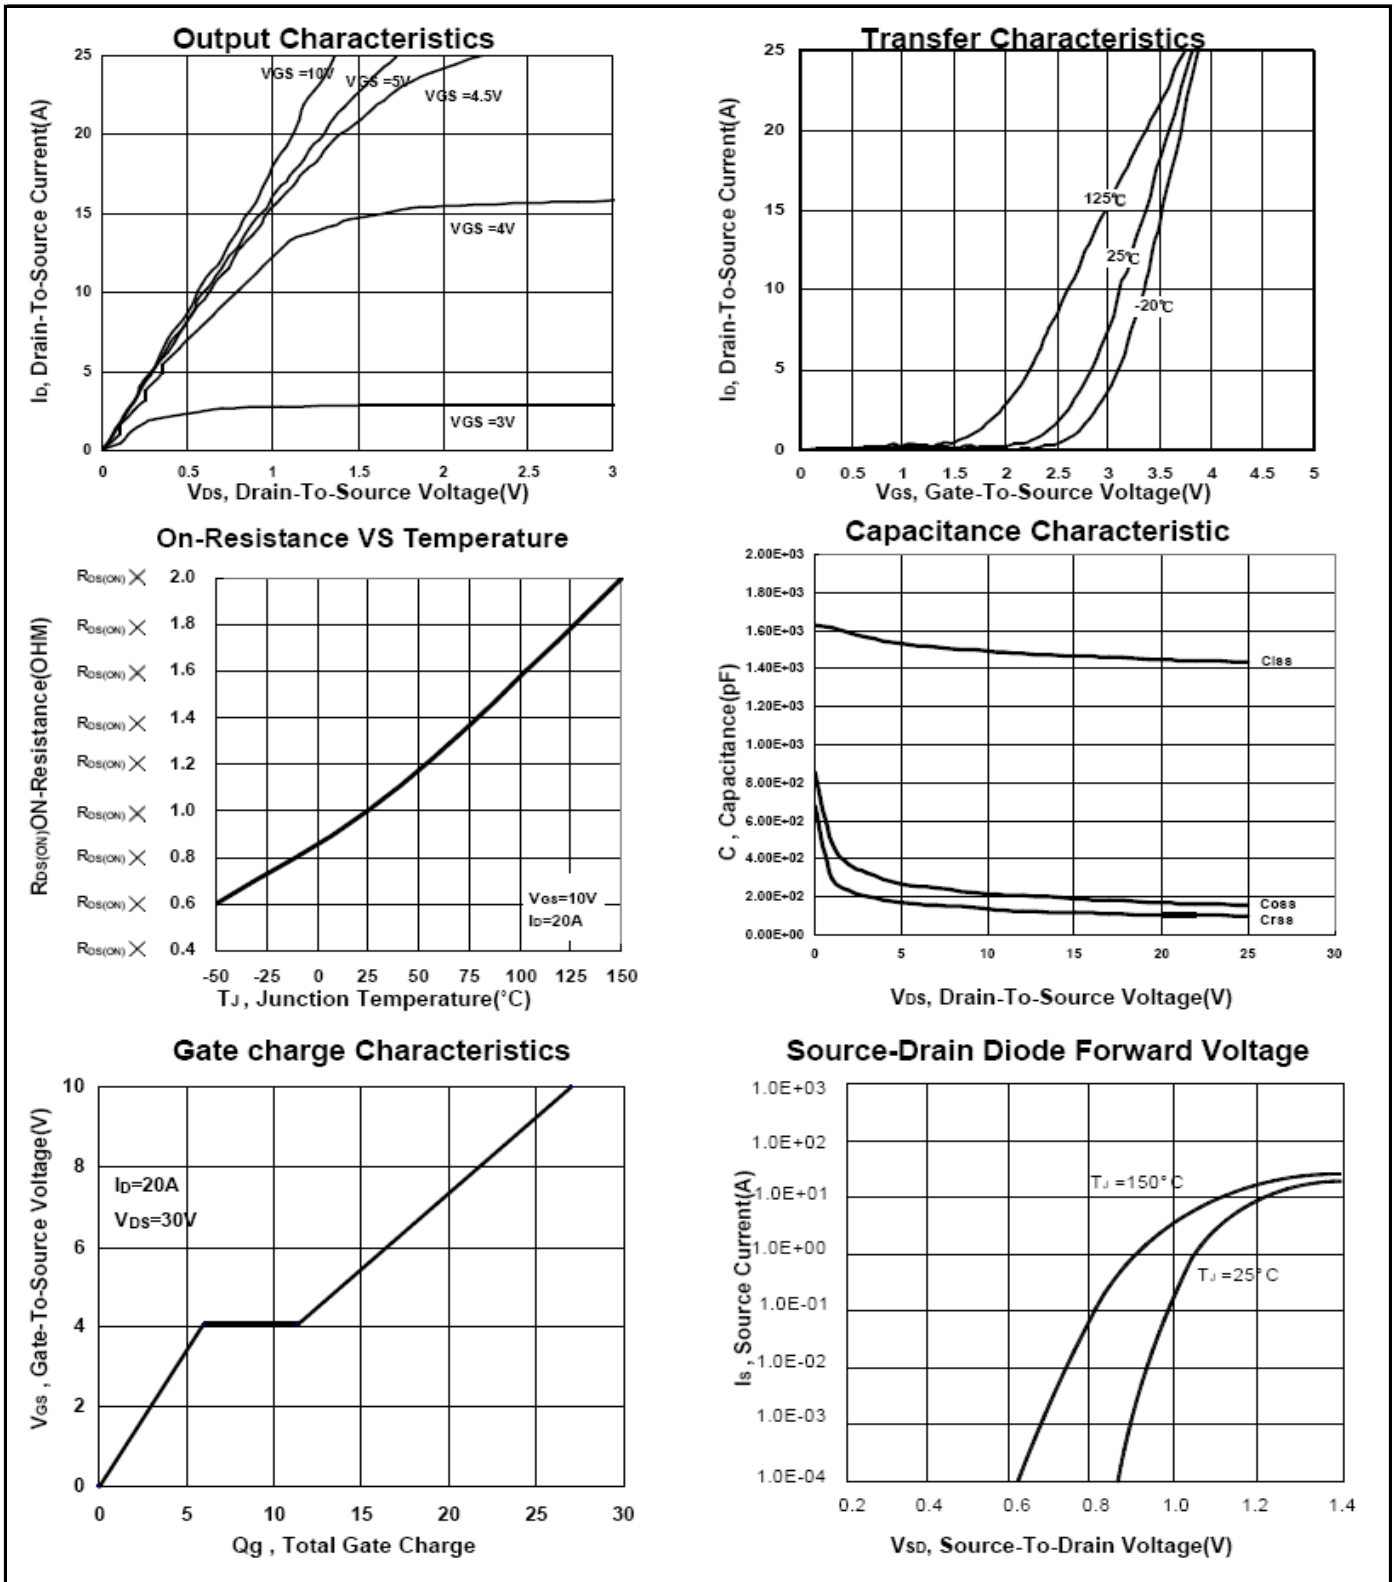 Output Characteristics
ID, Drain-To-Source Current(A)
25
20
15
10
5
0
VGS =10V
VGS =5V
VGS =4.5V
VGS =4V
VGS =3V
0 0.5 1 1.5 2 2.5 3
VDS, Drain-To-Source Voltage(V)
Transfer Characteristics
ID, Drain-To-Source Current(A)
25
20
15
10
5
0
125℃
25℃
-20℃
0 0.5 1 1.5 2 2.5 3 3.5 4 4.5 5
VGS, Gate-To-Source Voltage(V)
On-Resistance VS Temperature
RDS(ON)ON-Resistance(OHM)
RDS(ON) × 2.0
RDS(ON) × 1.8
RDS(ON) × 1.6
RDS(ON) × 1.4
RDS(ON) × 1.2
RDS(ON) × 1.0
RDS(ON) × 0.8
RDS(ON) × 0.6
RDS(ON) × 0.4
VGS=10V
ID=20A
-50 -25 0 25 50 75 100 125 150
TJ , Junction Temperature(°C)
Capacitance Characteristic
C , Capacitance(pF)
2.00E+03
1.80E+03
1.60E+03
1.40E+03
1.20E+03
1.00E+03
8.00E+02
6.00E+02
4.00E+02
2.00E+02
0.00E+00
Ciss
Coss
Crss
0 5 10 15 20 25 30
VDS, Drain-To-Source Voltage(V)
Gate charge Characteristics
VGS , Gate-To-Source Voltage(V)
10
8
6
4
2
0
ID=20A
VDS=30V
0 5 10 15 20 25 30
Qg , Total Gate Charge
Source-Drain Diode Forward Voltage
IS , Source Current(A)
1.0E+03
1.0E+02
1.0E+01
1.0E+00
1.0E-01
1.0E-02
1.0E-03
1.0E-04
TJ =150° C
TJ =25° C
0.2 0.4 0.6 0.8 1.0 1.2 1.4
VSD, Source-To-Drain Voltage(V)